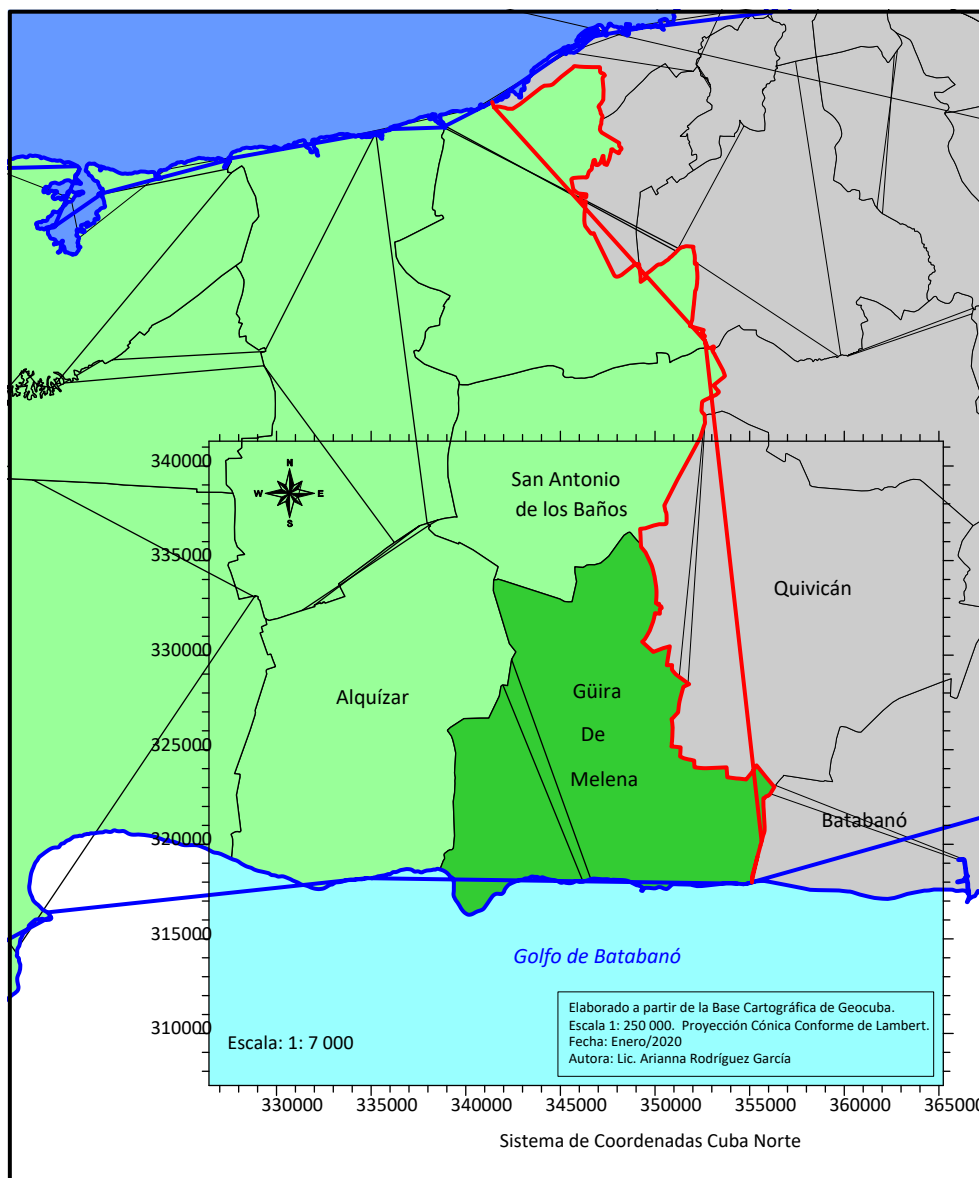 340000
N
W E
S
San Antonio
de los Baños
335000
Quivicán
330000
Alquízar
Güira
De
Melena
325000
320000
Batabanó
315000
Golfo de Batabanó
310000
Escala: 1: 7 000
Elaborado a partir de la Base Cartográfica de Geocuba.
Escala 1: 250 000. Proyección Cónica Conforme de Lambert.
Fecha: Enero/2020
Autora: Lic. Arianna Rodríguez García
330000 335000 340000 345000 350000 355000 360000 365000
Sistema de Coordenadas Cuba Norte